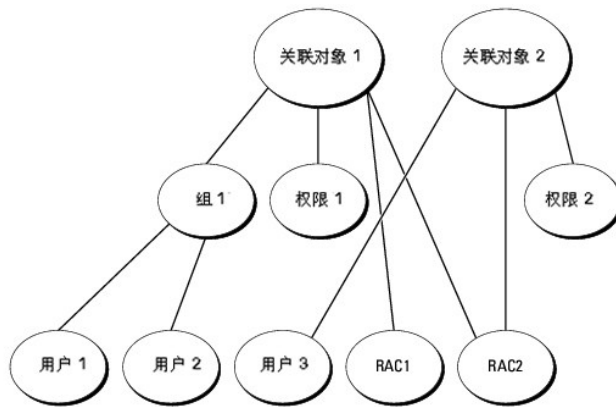 关联对象 1
关联对象 2
组 1
权限 1
权限 2
用户 1
用户 2
用户 3
RAC1
RAC2